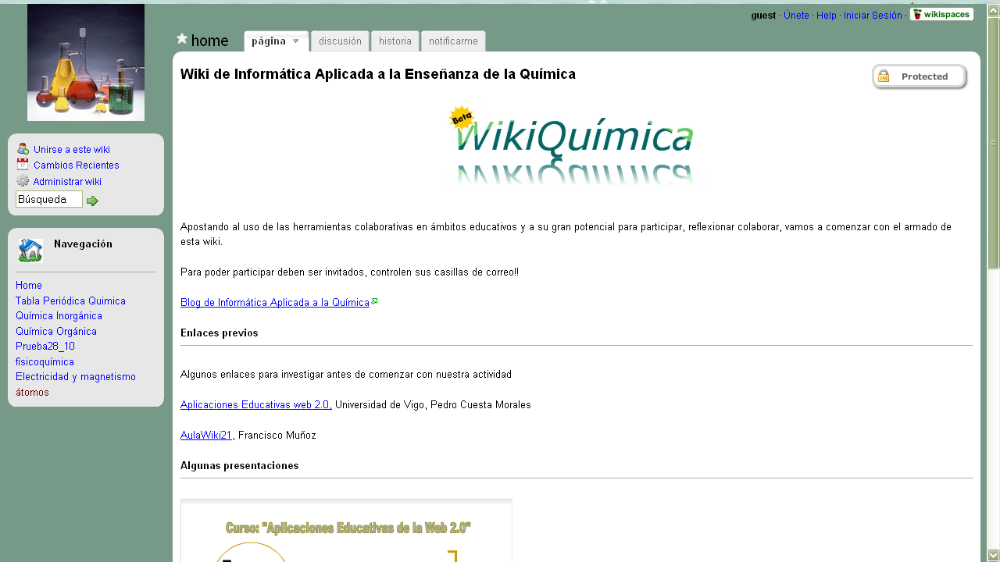 guest · Únete · Help · Iniciar Sesión · wikispaces
home
página
discusión
historia
notificarme
Wiki de Informática Aplicada a la Enseñanza de la Química
Protected
Beta
WikiQuímica
Unirse a este wiki
17
Cambios Recientes
Administrar wiki
Búsqueda
Navegación
Home
Tabla Periódica Quimica
Química Inorgánica
Química Orgánica
Prueba28_10
físicoquímica
Electricidad y magnetismo
átomos
Apostando al uso de las herramientas colaborativas en ámbitos educativos y a su gran potencial para participar, reflexionar colaborar, vamos a comenzar con el armado de
esta wiki.
Para poder participar deben ser invitados, controlen sus casillas de correo!!
Blog de Informática Aplicada a la Química
Enlaces previos
Algunos enlaces para investigar antes de comenzar con nuestra actividad
Aplicaciones Educativas web 2.0, Universidad de Vigo, Pedro Cuesta Morales
AulaWiki21, Francisco Muñoz
Algunas presentaciones
Curso: "Aplicaciones Educativas de la Web 2.0"